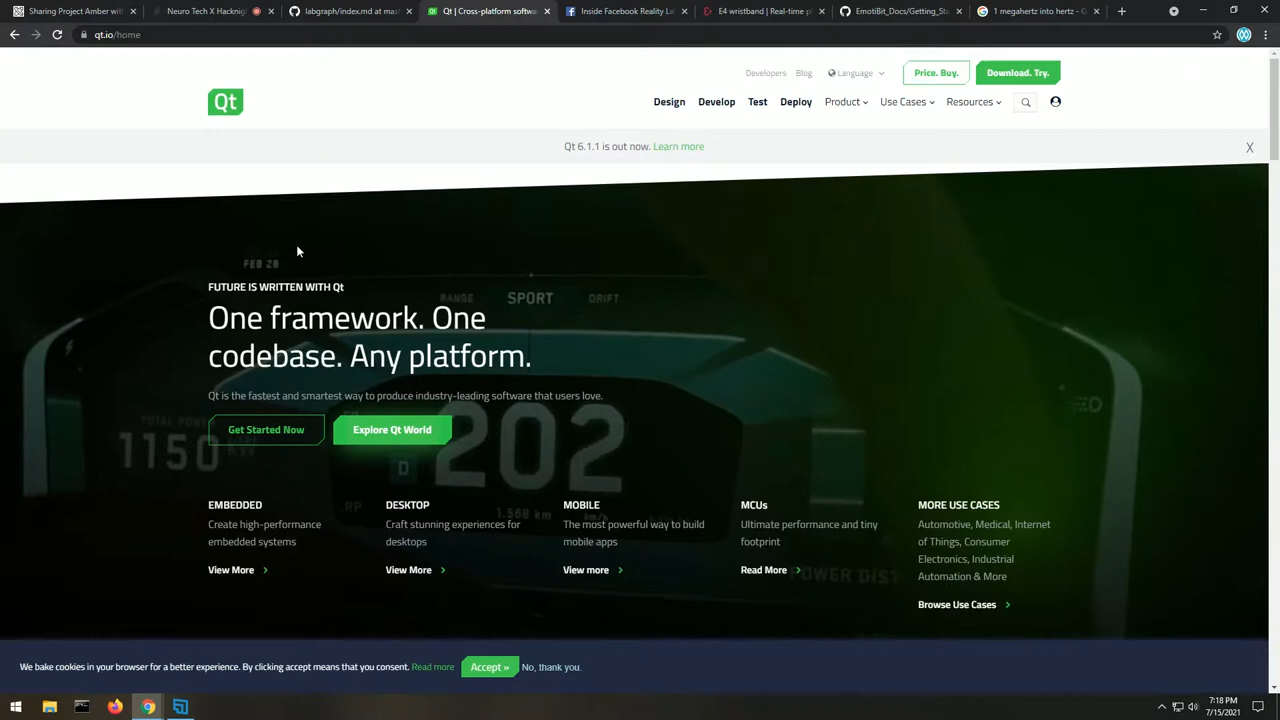 Sharing Project Amber with
Neuro Tech X Hackni
labgraph/index.md at mast
Qt | Cross-platform softwa
Inside Facebook Reality Lal
E4 wristband | Real-time pl
EmotiBit_Docs/Getting_Sta
1 megahertz into hertz - G
qt.io/home
Developers
Blog
Language
Price. Buy.
Download. Try.
Qt
Design
Develop
Test
Deploy
Product
Use Cases
Resources
Qt 6.1.1 is out now. Learn more
X
FEB 28
FUTURE IS WRITTEN WITH Qt
RANGE
SPORT
DRIFT
One framework. One
codebase. Any platform.
Qt is the fastest and smartest way to produce industry-leading software that users love.
Get Started Now
Explore Qt World
1150
D
202
1.568 km
EMBEDDED
Create high-performance
embedded systems
View More
DESKTOP
Craft stunning experiences for
desktops
View More
MOBILE
The most powerful way to build
mobile apps
View more
MCUs
Ultimate performance and tiny
footprint
Read More
MORE USE CASES
Automotive, Medical, Internet
of Things, Consumer
Electronics, Industrial
Automation & More
Browse Use Cases
We bake cookies in your browser for a better experience. By clicking accept means that you consent. Read more
Accept »
No, thank you.
7:18 PM
7/15/2021